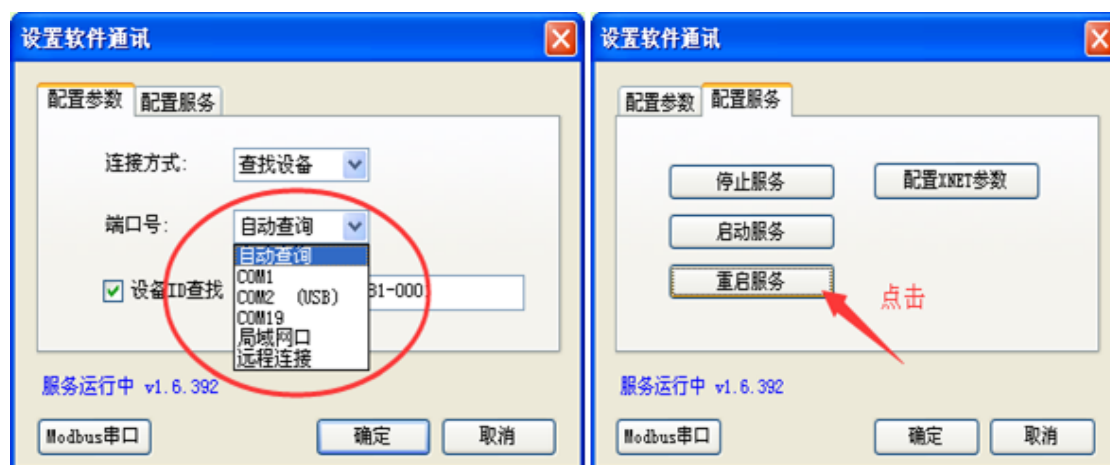 设置软件通讯
配置参数 配置服务
连接方式: 查找设备
端口号: 自动查询
自动查询
COM1
COM2 (USB)
COM19
局域网口
远程连接
设备ID查找 81-000
服务运行中 v1.6.392
Modbus串口 确定 取消
设置软件通讯
配置参数 配置服务
停止服务 配置XNET参数
启动服务
重启服务
点击
服务运行中 v1.6.392
Modbus串口 确定 取消